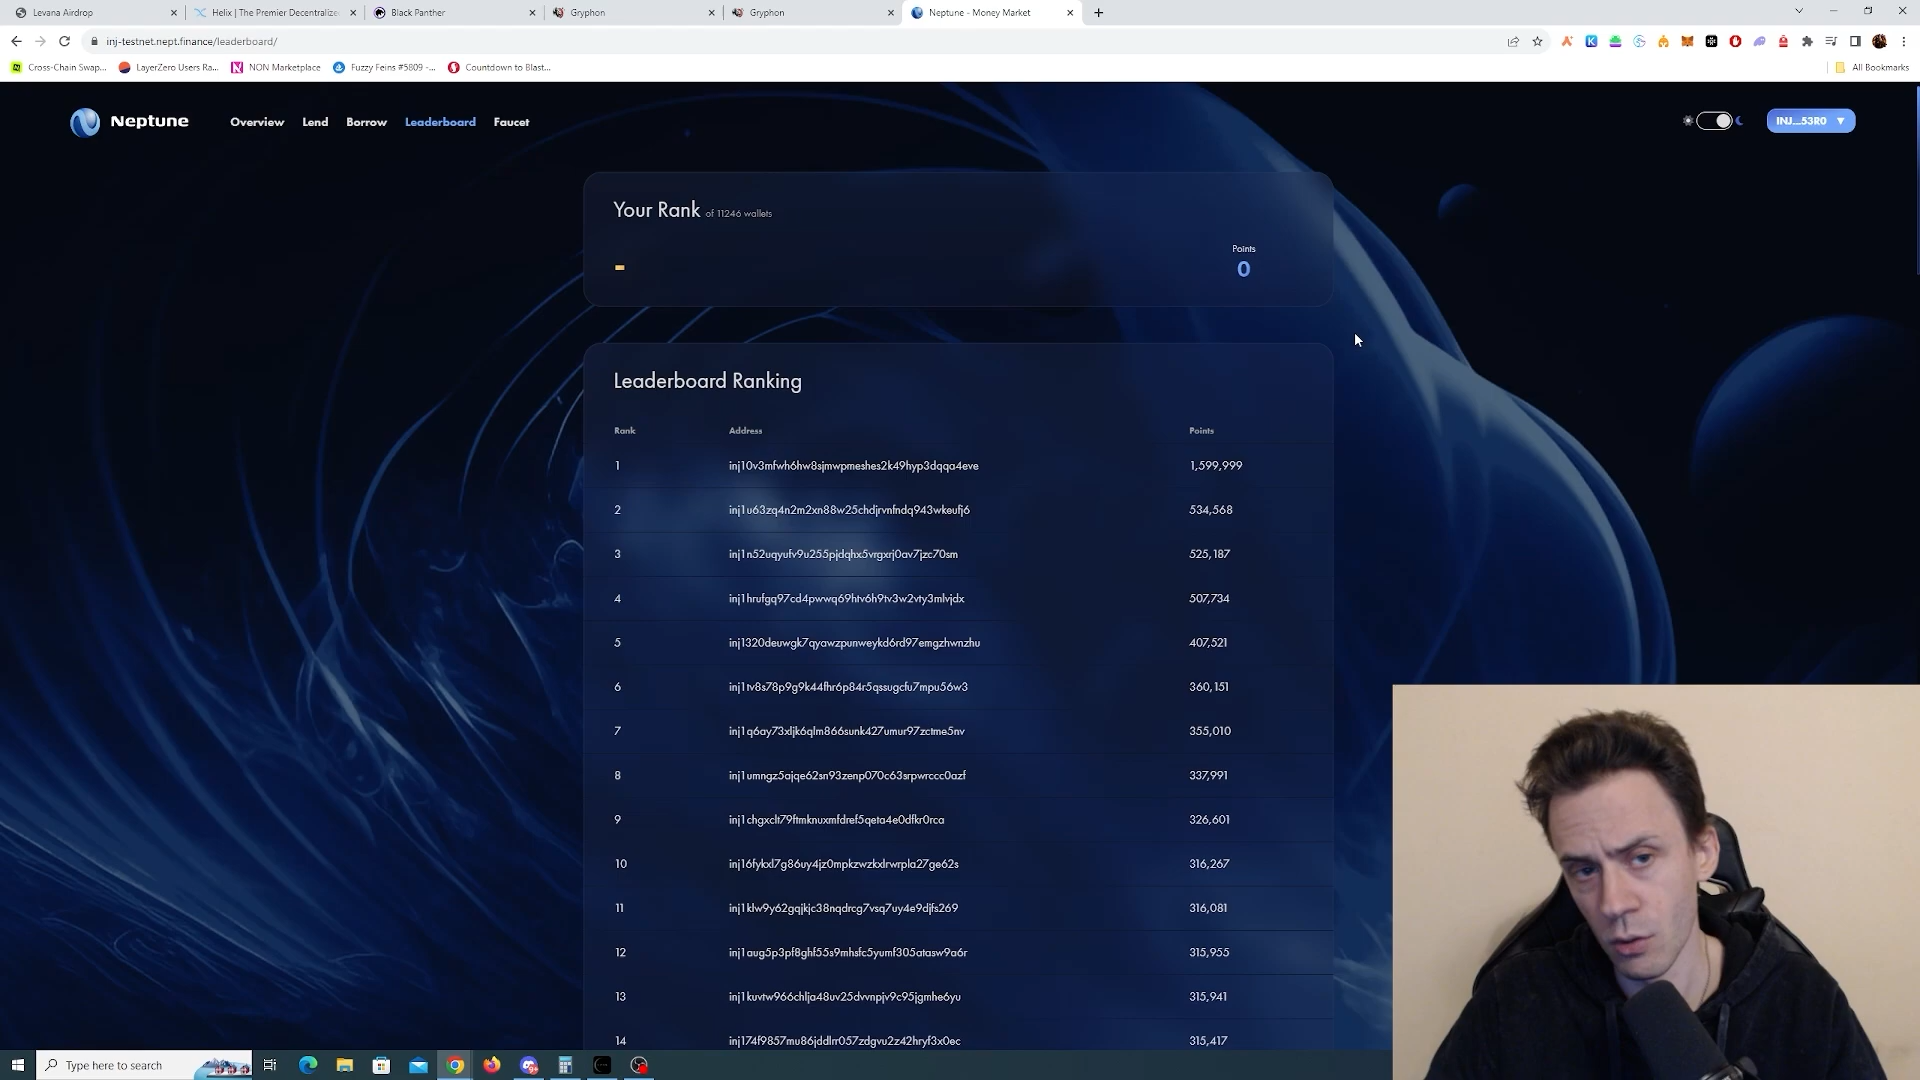 Levana Airdrop
Helix | The Premier Decentralize
Black Panther
Gryphon
Gryphon
Neptune - Money Market
inj-testnet.nept.finance/leaderboard/
Cross-Chain Swap...
LayerZero Users Ra...
NON Marketplace
Fuzzy Feins #5809 -...
Countdown to Blast...
All Bookmarks
Neptune
Overview
Lend
Borrow
Leaderboard
Faucet
INJ...53R0
Your Rank of 11246 wallets
-
Points
0
Leaderboard Ranking
Rank Address Points
1 inj10v3mfwh6hw8sjmwpmeshes2k49hyp3dqqa4eve 1,599,999
2 inj1u63zq4n2m2xn88w25chdjrvnfndq943wkeufj6 534,568
3 inj1n52uqyufv9u255pjdqhx5vrgxrj0av7jzc70sm 525,187
4 inj1hrufgq97cd4pwwq69htv6h9tv3w2vty3mlvjdx 507,734
5 inj1320deuwgk7qyawzpunweykd6rd97emgzhwnzhu 407,521
6 inj1tv8s78p9g9k44fhr6p84r5qssugcfu7mpu56w3 360,151
7 inj1q6ay73xljk6qlm866sunk427umur97zctme5nv 355,010
8 inj1umngz5ajqe62sn93zenp070c63srpwrccc0azf 337,991
9 inj1chgxclt79ftmknuxmfdref5qeta4e0dfkr0rca 326,601
10 inj16fykxl7g86uy4jz0mpkzwzkdrwrpla27ge62s 316,267
11 inj1klw9y62gqjkjc38nqdrcg7vsq7uy4e9djfs269 316,081
12 inj1aug5p3pf8ghf55s9mhsfc5yumf305atasw9a6r 315,955
13 inj1kuvtw966chlja48uv25dvvnpjv9c95jgmhe6yu 315,941
14 inj174f9857mu86jddlrr057zdgvu2z42hryf3x0ec 315,417
Type here to search